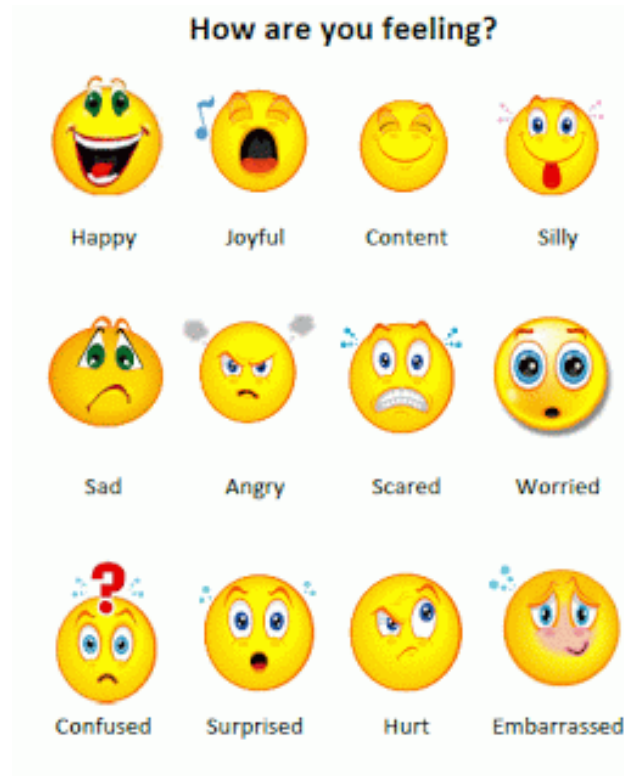 How are you feeling?
Happy Joyful Content Silly
Sad Angry Scared Worried
?
Confused Surprised Hurt Embarrassed